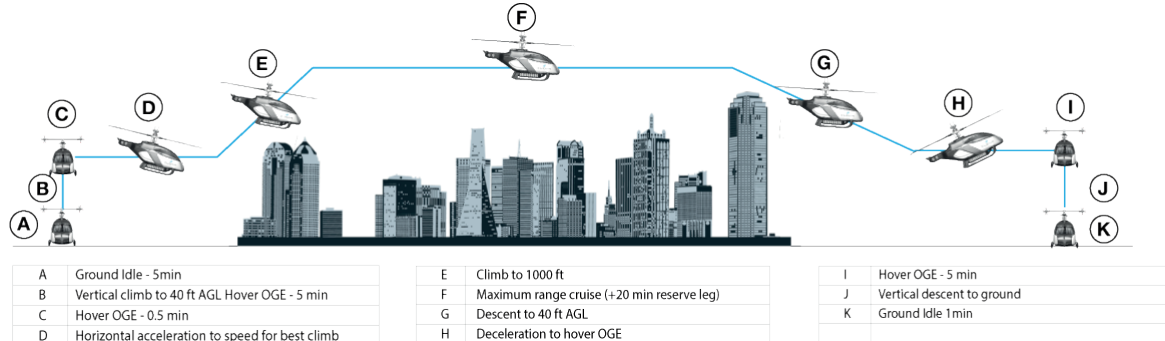 F
E
G
C
D
H
I
B
J
A
K
A Ground Idle - 5min
B Vertical climb to 40 ft AGL Hover OGE - 5 min
C Hover OGE - 0.5 min
D Horizontal acceleration to speed for best climb
E Climb to 1000 ft
F Maximum range cruise (+20 min reserve leg)
G Descent to 40 ft AGL
H Deceleration to hover OGE
I Hover OGE - 5 min
J Vertical descent to ground
K Ground Idle 1min